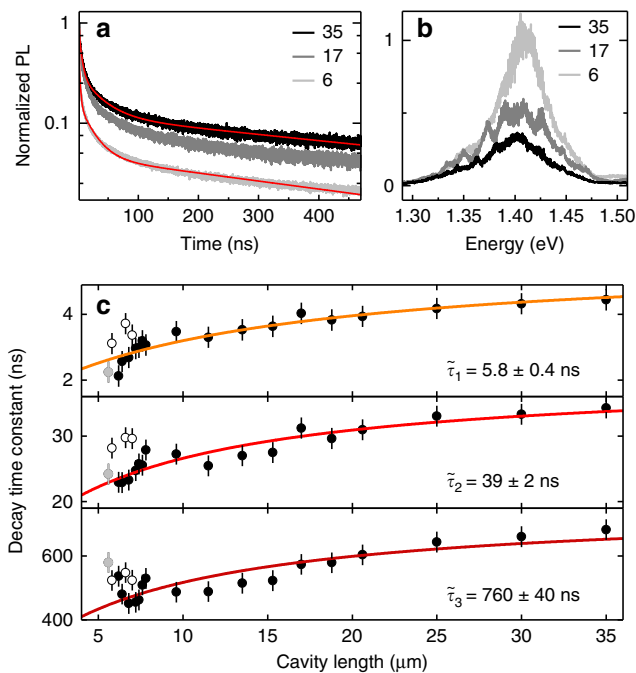 a
35
17
6
1
0.1
Normalized PL
100 200 300 400
Time (ns)
b
35
17
6
1
0
1.30 1.35 1.40 1.45 1.50
Energy (eV)
c
4
2
τ̃₁ = 5.8 ± 0.4 ns
30
20
τ̃₂ = 39 ± 2 ns
600
400
τ̃₃ = 760 ± 40 ns
Decay time constant (ns)
5 10 15 20 25 30 35
Cavity length (μm)